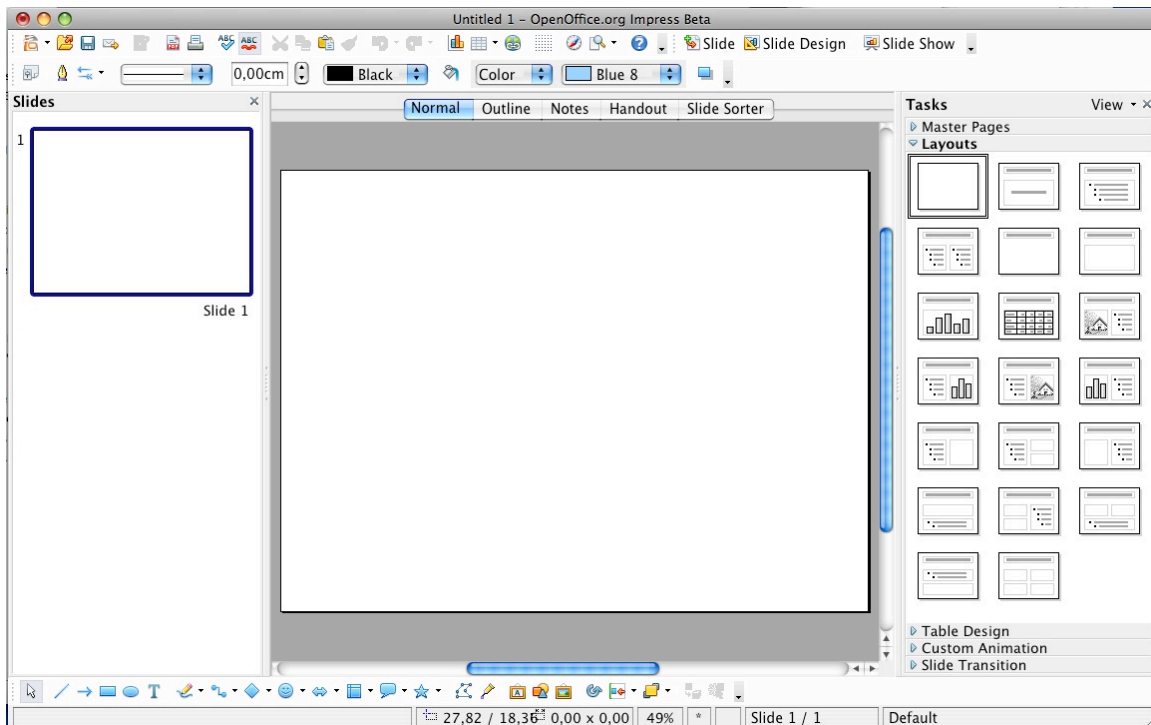 Untitled 1 – OpenOffice.org Impress Beta
ABC ABC Slide Slide Design Slide Show
0,00cm Black Color Blue 8
Slides
Normal Outline Notes Handout Slide Sorter
Tasks View
Master Pages
Layouts
1
Slide 1
Table Design
Custom Animation
Slide Transition
T
27,82 / 18,36 0,00 x 0,00 49% * Slide 1 / 1 Default